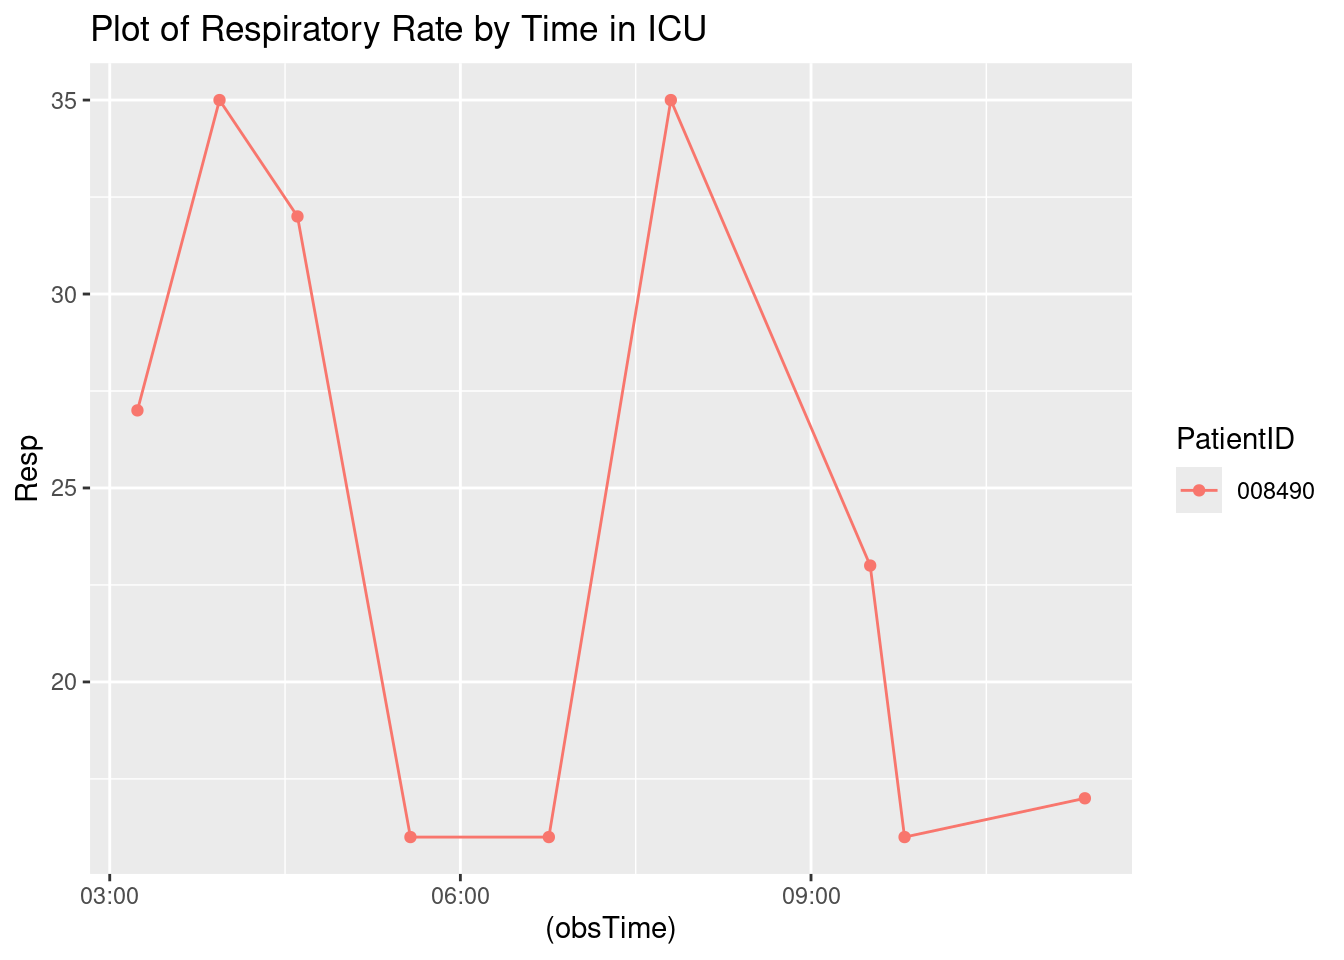 Plot of Respiratory Rate by Time in ICU
35
30
25
20
Resp
03:00
06:00
09:00
(obsTime)
PatientID
008490